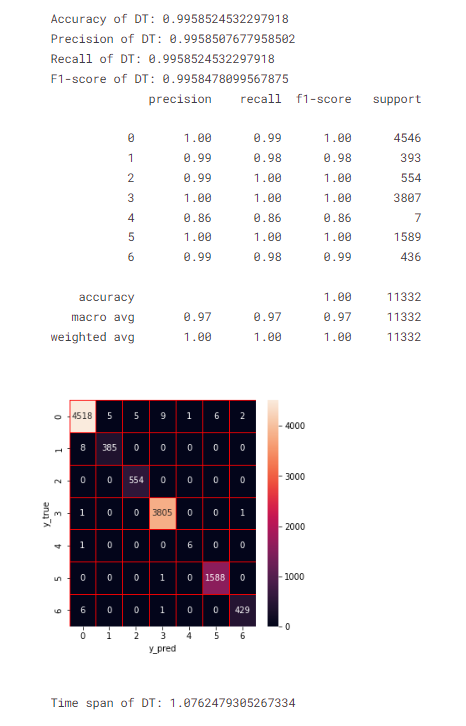 Accuracy of DT: 0.9958524532297918
Precision of DT: 0.9958507677958502
Recall of DT: 0.9958524532297918
F1-score of DT: 0.9958478099567875
precision recall f1-score support
0 1.00 0.99 1.00 4546
1 0.99 0.98 0.98 393
2 0.99 1.00 1.00 554
3 1.00 1.00 1.00 3807
4 0.86 0.86 0.86 7
5 1.00 1.00 1.00 1589
6 0.99 0.98 0.99 436
accuracy 1.00 11332
macro avg 0.97 0.97 0.97 11332
weighted avg 1.00 1.00 1.00 11332
0 4518 5 5 9 1 6 2
1 8 385 0 0 0 0 0
2 0 0 554 0 0 0 0
3 1 0 0 3805 0 0 1
4 1 0 0 0 6 0 0
5 0 0 0 1 0 1588 0
6 6 0 0 1 0 0 429
0 1 2 3 4 5 6
y_true
y_pred
4000
3000
2000
1000
0
Time span of DT: 1.0762479305267334